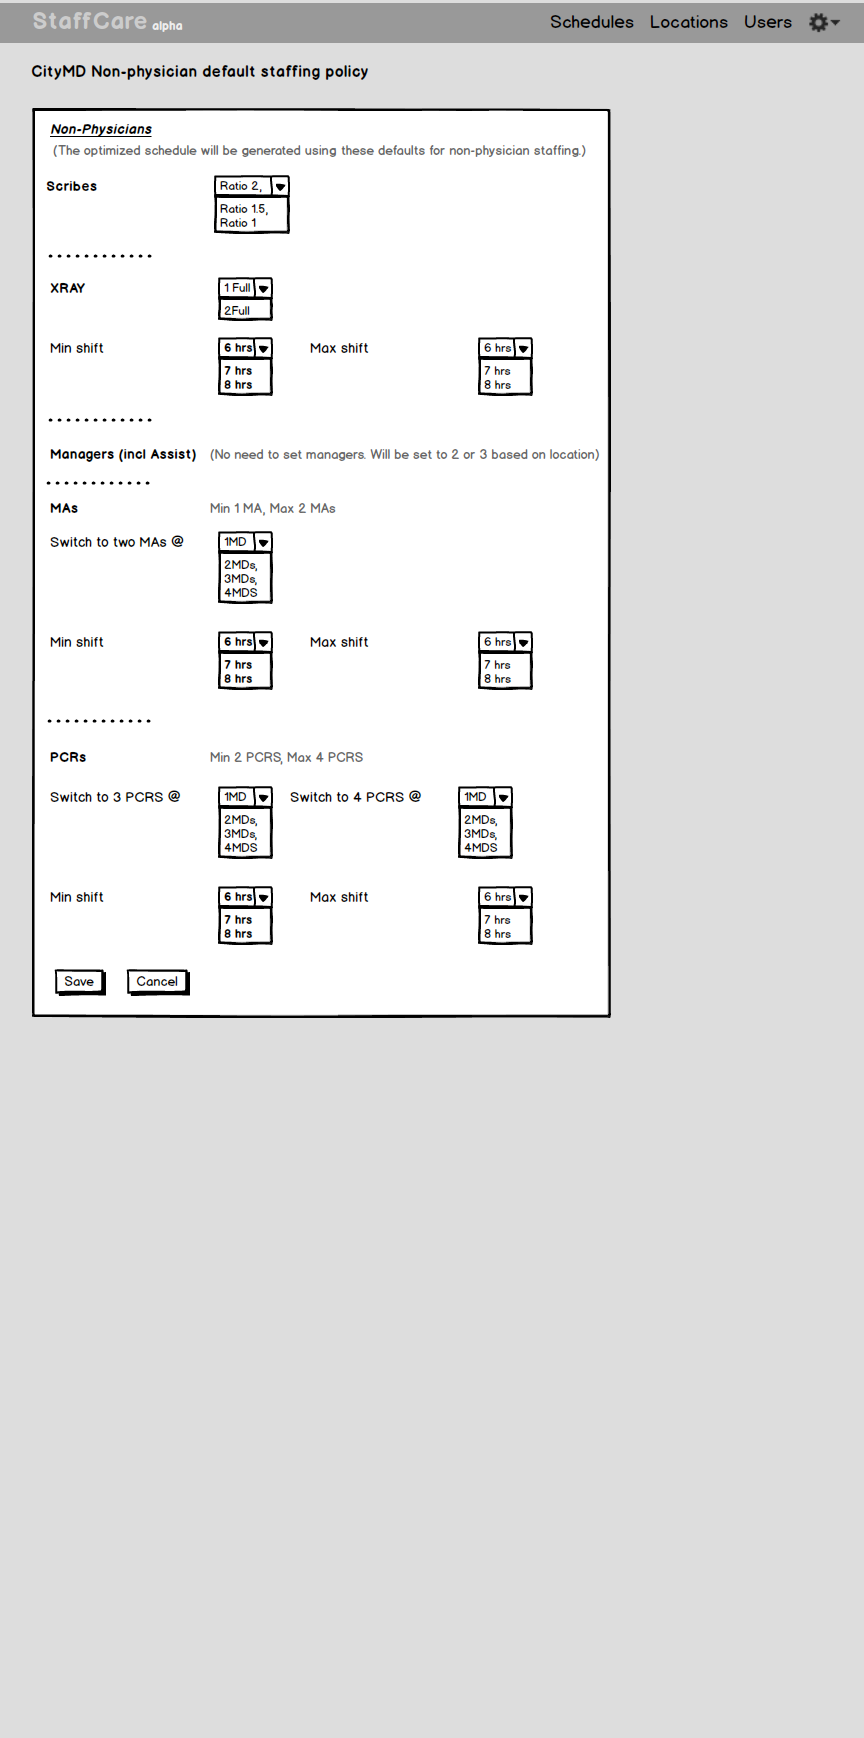 StaffCare alpha Schedules Locations Users
CityMD Non-physician default staffing policy
Non-Physicians
(The optimized schedule will be generated using these defaults for non-physician staffing.)
Scribes Ratio 2,
Ratio 1.5,
Ratio 1
XRAY 1 Full
2Full
Min shift 6 hrs Max shift 6 hrs
7 hrs 7 hrs
8 hrs 8 hrs
Managers (incl Assist) (No need to set managers. Will be set to 2 or 3 based on location)
MAs Min 1 MA, Max 2 MAs
Switch to two MAs @ 1MD
2MDs,
3MDs,
4MDS
Min shift 6 hrs Max shift 6 hrs
7 hrs 7 hrs
8 hrs 8 hrs
PCRs Min 2 PCRS, Max 4 PCRS
Switch to 3 PCRS @ 1MD Switch to 4 PCRS @ 1MD
2MDs, 2MDs,
3MDs, 3MDs,
4MDS 4MDS
Min shift 6 hrs Max shift 6 hrs
7 hrs 7 hrs
8 hrs 8 hrs
Save Cancel